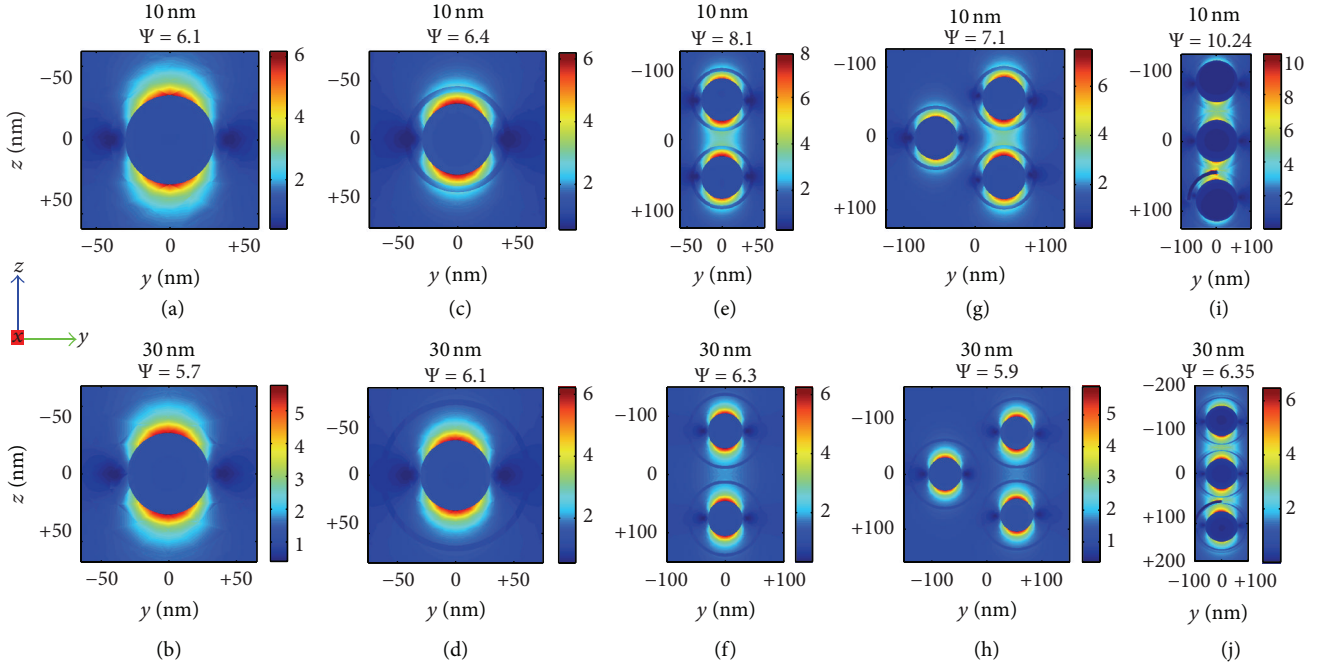 10 nm
Ψ = 6.1
−50
0
+50
z (nm)
6
4
2
−50 0 +50
y (nm)
(a)
10 nm
Ψ = 6.4
−50
0
+50
6
4
2
−50 0 +50
y (nm)
(c)
10 nm
Ψ = 8.1
−100
0
+100
8
6
4
2
−50 0 +50
y (nm)
(e)
10 nm
Ψ = 7.1
−100
0
+100
6
4
2
−100 0 +100
y (nm)
(g)
10 nm
Ψ = 10.24
−100
0
+100
10
8
6
4
2
−100 0 +100
y (nm)
(i)
z
x
y
30 nm
Ψ = 5.7
−50
0
+50
z (nm)
5
4
3
2
1
−50 0 +50
y (nm)
(b)
30 nm
Ψ = 6.1
−50
0
+50
6
4
2
−50 0 +50
y (nm)
(d)
30 nm
Ψ = 6.3
−100
0
+100
6
4
2
−100 0 +100
y (nm)
(f)
30 nm
Ψ = 5.9
−100
0
+100
5
4
3
2
1
−100 0 +100
y (nm)
(h)
30 nm
Ψ = 6.35
−200
−100
0
+100
+200
6
4
2
−100 0 +100
y (nm)
(j)